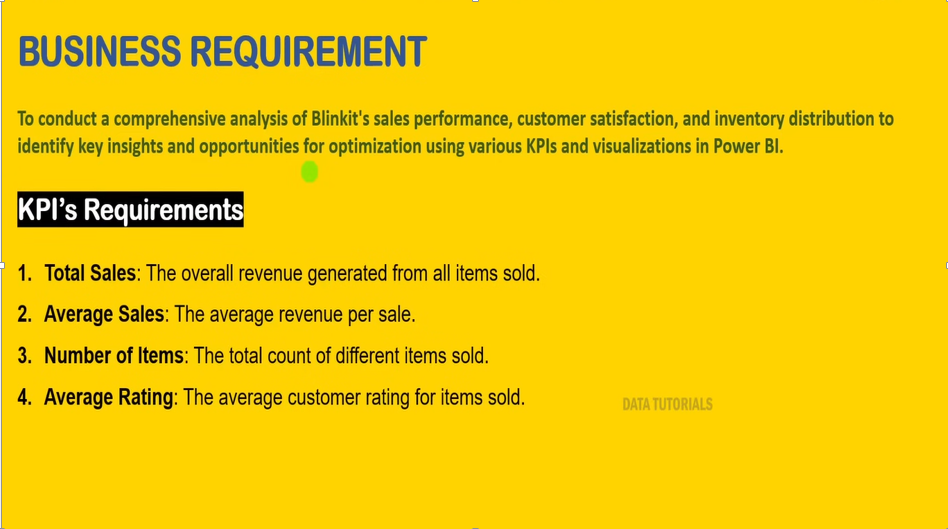 BUSINESS REQUIREMENT
To conduct a comprehensive analysis of Blinkit's sales performance, customer satisfaction, and inventory distribution to
identify key insights and opportunities for optimization using various KPIs and visualizations in Power BI.
KPI’s Requirements
1. Total Sales: The overall revenue generated from all items sold.
2. Average Sales: The average revenue per sale.
3. Number of Items: The total count of different items sold.
4. Average Rating: The average customer rating for items sold.
DATA TUTORIALS